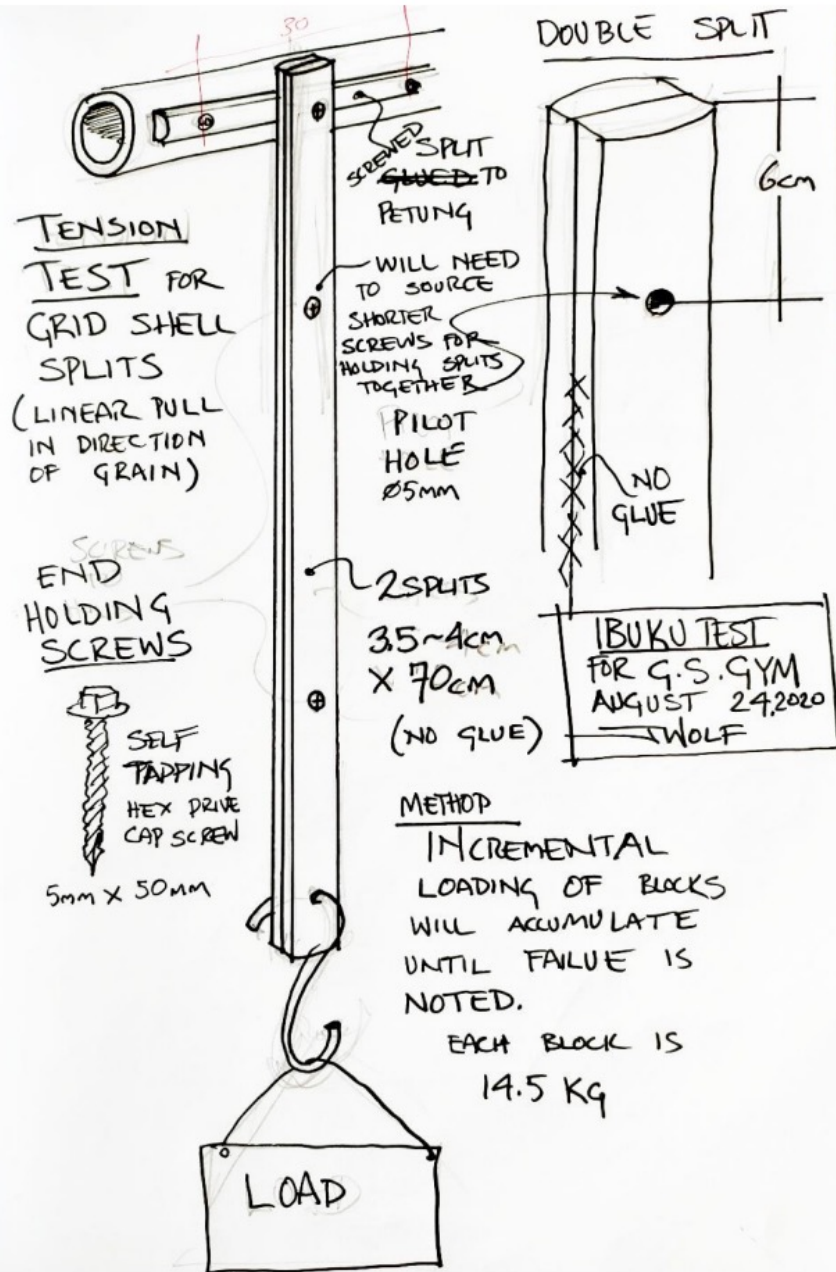 30
DOUBLE SPLIT
SCREWED SPLIT
GLUED TO
PETUNG
6cm
TENSION
TEST FOR
GRID SHELL
SPLITS
(LINEAR PULL
IN DIRECTION
OF GRAIN)
WILL NEED
TO SOURCE
SHORTER
SCREWS FOR
HOLDING SPLITS
TOGETHER
PILOT
HOLE
Ø5mm
NO
GLUE
SCREWS
END
HOLDING
SCREWS
SELF
TAPPING
HEX DRIVE
CAP SCREW
5mm X 50mm
2 SPLITS
3.5~4cm
X 70cm
(NO GLUE)
IBUKU TEST
FOR G.S. GYM
AUGUST 24, 2020
WOLF
METHOD
INCREMENTAL
LOADING OF BLOCKS
WILL ACCUMULATE
UNTIL FAILUE IS
NOTED.
EACH BLOCK IS
14.5 KG
LOAD